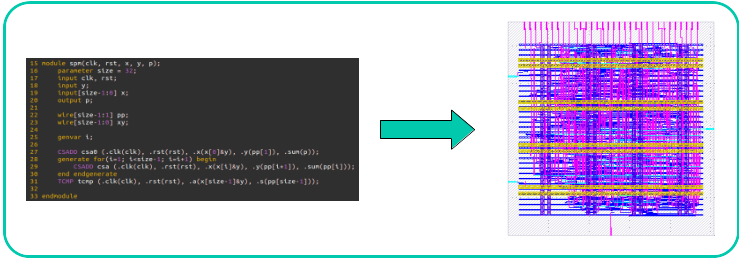 15 module spm(clk, rst, x, y, p);
16 parameter size = 32;
17 input clk, rst;
18 input y;
19 input[size-1:0] x;
20 output p;
21
22 wire[size-1:1] pp;
23 wire[size-1:0] xy;
24
25 genvar i;
26
27 CSADD csa0 (.clk(clk), .rst(rst), .x(x[0]&y), .y(pp[1]), .sum(p));
28 generate for(i=1; i<size-1; i=i+1) begin
29 CSADD csa (.clk(clk), .rst(rst), .x(x[i]&y), .y(pp[i+1]), .sum(pp[i]));
30 end endgenerate
31 TCMP tcmp (.clk(clk), .rst(rst), .a(x[size-1]&y), .s(pp[size-1]));
32
33 endmodule